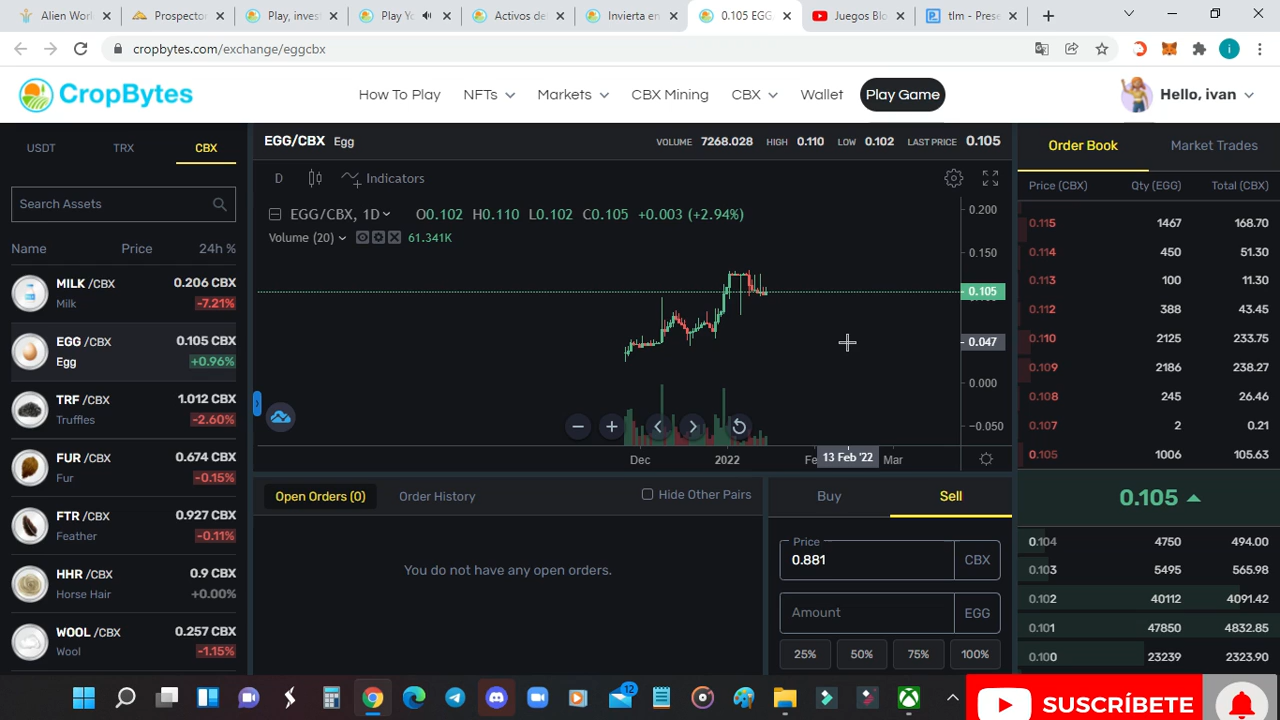 Alien World
Prospector
Play, invest
Play Yo
Activos de
Invierta en
0.105 EGG
Juegos Blo
tlm - Prese
cropbytes.com/exchange/eggcbx
i
CropBytes
How To Play
NFTs
Markets
CBX Mining
CBX
Wallet
Play Game
Hello, ivan
USDT
TRX
CBX
Search Assets
Name Price 24h %
MILK /CBX 0.206 CBX
Milk -7.21%
EGG /CBX 0.105 CBX
Egg +0.96%
TRF /CBX 1.012 CBX
Truffles -2.60%
FUR /CBX 0.674 CBX
Fur -0.15%
FTR /CBX 0.927 CBX
Feather -0.11%
HHR /CBX 0.9 CBX
Horse Hair +0.00%
WOOL /CBX 0.257 CBX
Wool -1.15%
EGG/CBX Egg
VOLUME 7268.028 HIGH 0.110 LOW 0.102 LAST PRICE 0.105
D Indicators
EGG/CBX, 1D O0.102 H0.110 L0.102 C0.105 +0.003 (+2.94%)
Volume (20) 61.341K
0.200
0.150
0.105
0.047
0.000
−0.050
Dec 2022 Fe 13 Feb '22 Mar
Open Orders (0) Order History Hide Other Pairs
You do not have any open orders.
Buy Sell
Price
0.881 CBX
Amount EGG
25% 50% 75% 100%
Order Book Market Trades
Price (CBX) Qty (EGG) Total (CBX)
0.115 1467 168.70
0.114 450 51.30
0.113 100 11.30
0.112 388 43.45
0.110 2125 233.75
0.109 2186 238.27
0.108 245 26.46
0.107 2 0.21
0.105 1006 105.63
0.105
0.104 4750 494.00
0.103 5495 565.98
0.102 40112 4091.42
0.101 47850 4832.85
0.100 23239 2323.90
12
SUSCRÍBETE